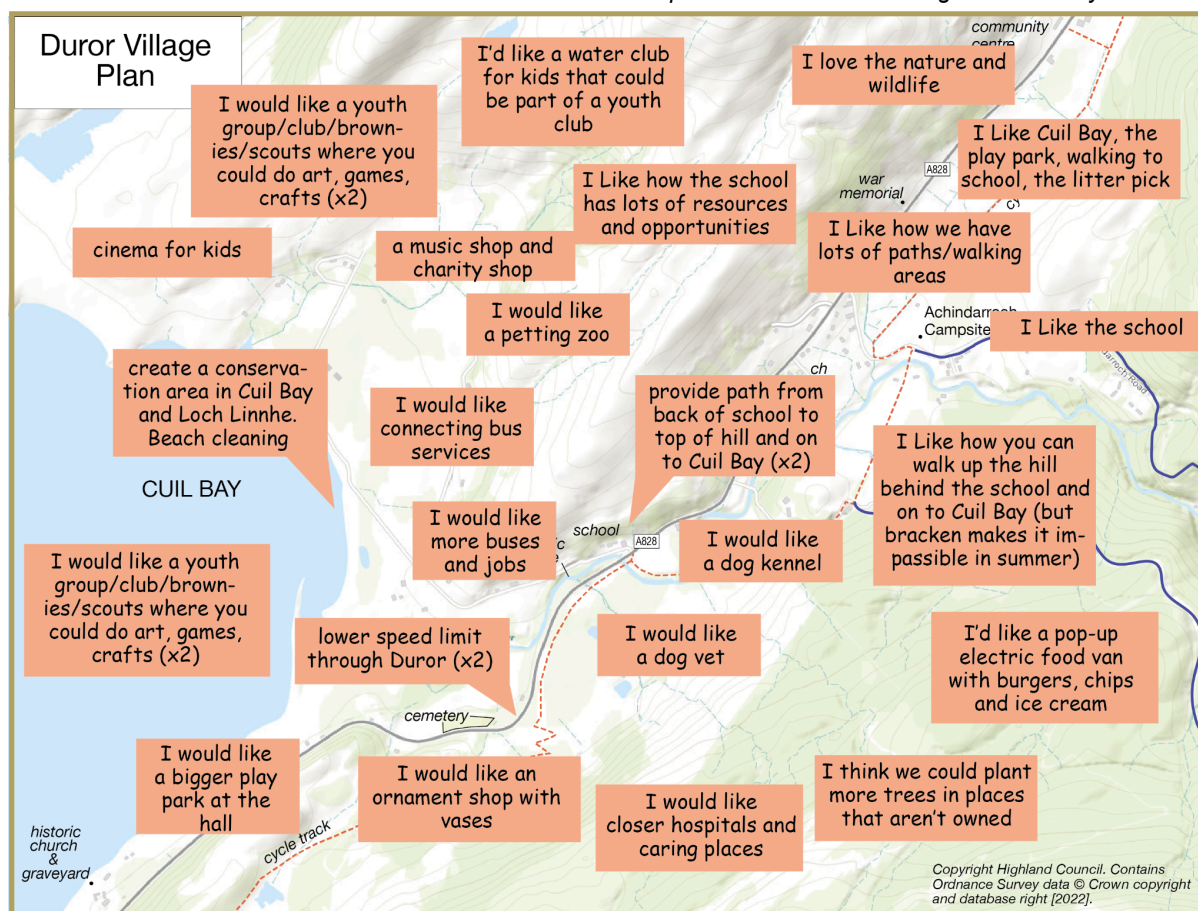 Duror Village
Plan
community
centre
I'd like a water club
for kids that could
be part of a youth
club
I love the nature and
wildlife
I would like a youth
group/club/brown-
ies/scouts where you
could do art, games,
crafts (x2)
I Like Cuil Bay, the
play park, walking to
school, the litter pick
A828
war
memorial
I Like how the school
has lots of resources
and opportunities
I Like how we have
lots of paths/walking
areas
cinema for kids
a music shop and
charity shop
I would like
a petting zoo
Achindarroch
Campsite
I Like the school
create a conserva-
tion area in Cuil Bay
and Loch Linnhe.
Beach cleaning
ch
darroch Road
I would like
connecting bus
services
provide path from
back of school to
top of hill and on
to Cuil Bay (x2)
I Like how you can
walk up the hill
behind the school and
on to Cuil Bay (but
bracken makes it im-
passible in summer)
CUIL BAY
I would like
more buses
and jobs
school
ic
A828
I would like
a dog kennel
I would like a youth
group/club/brown-
ies/scouts where you
could do art, games,
crafts (x2)
lower speed limit
through Duror (x2)
I would like
a dog vet
I'd like a pop-up
electric food van
with burgers, chips
and ice cream
cemetery
I would like
a bigger play
park at the
hall
I would like an
ornament shop with
vases
I would like
closer hospitals and
caring places
I think we could plant
more trees in places
that aren't owned
historic
church
&
graveyard
cycle track
Copyright Highland Council. Contains
Ordnance Survey data © Crown copyright
and database right [2022].